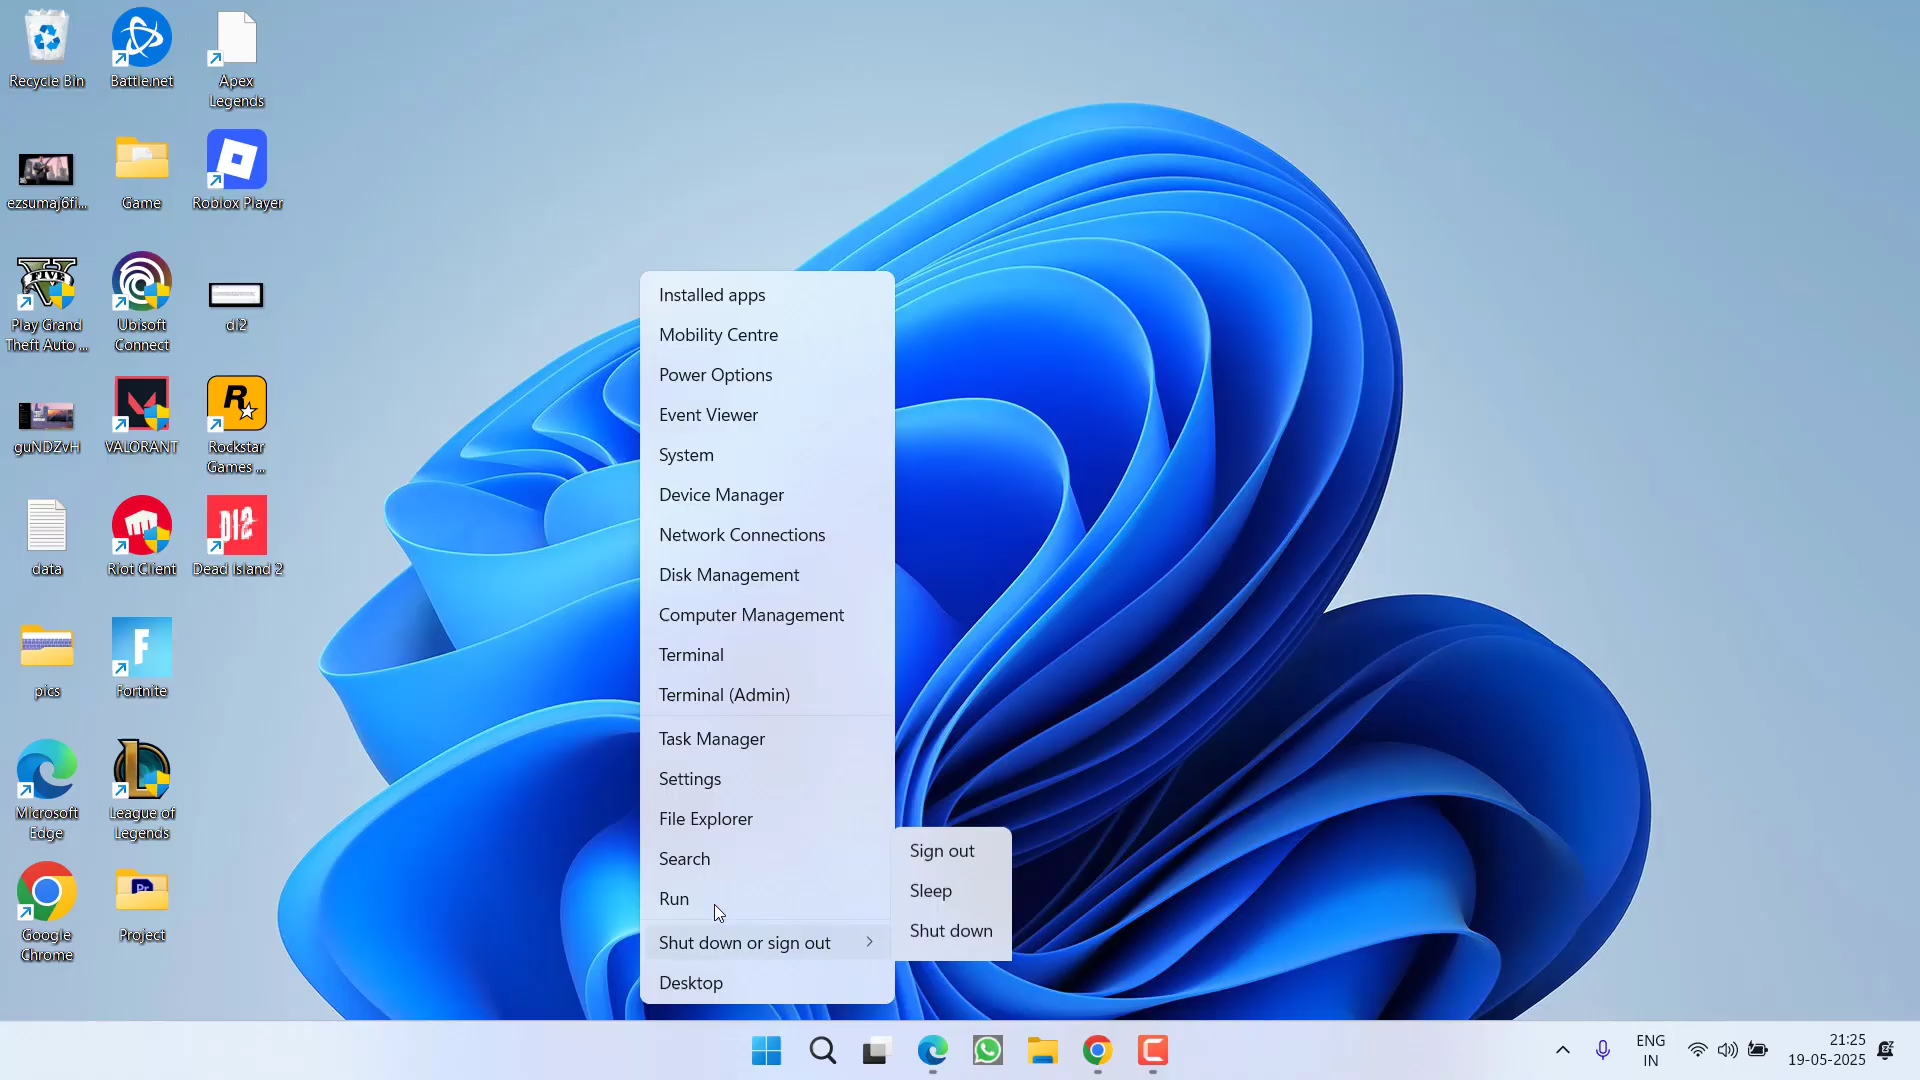 Recycle Bin
Battle.net
Apex
Legends
ezsumaj6fi...
Game
Roblox Player
FIVE
Play Grand
Theft Auto ...
Ubisoft
Connect
di2
guNDZvH
VALORANT
R
Rockstar
Games ...
data
Riot Client
DI2
Dead Island 2
pics
F
Fortnite
Microsoft
Edge
L
League of
Legends
Google
Chrome
Pr
Project
Installed apps
Mobility Centre
Power Options
Event Viewer
System
Device Manager
Network Connections
Disk Management
Computer Management
Terminal
Terminal (Admin)
Task Manager
Settings
File Explorer
Search
Run
Shut down or sign out
Desktop
Sign out
Sleep
Shut down
ENG
IN
21:25
19-05-2025